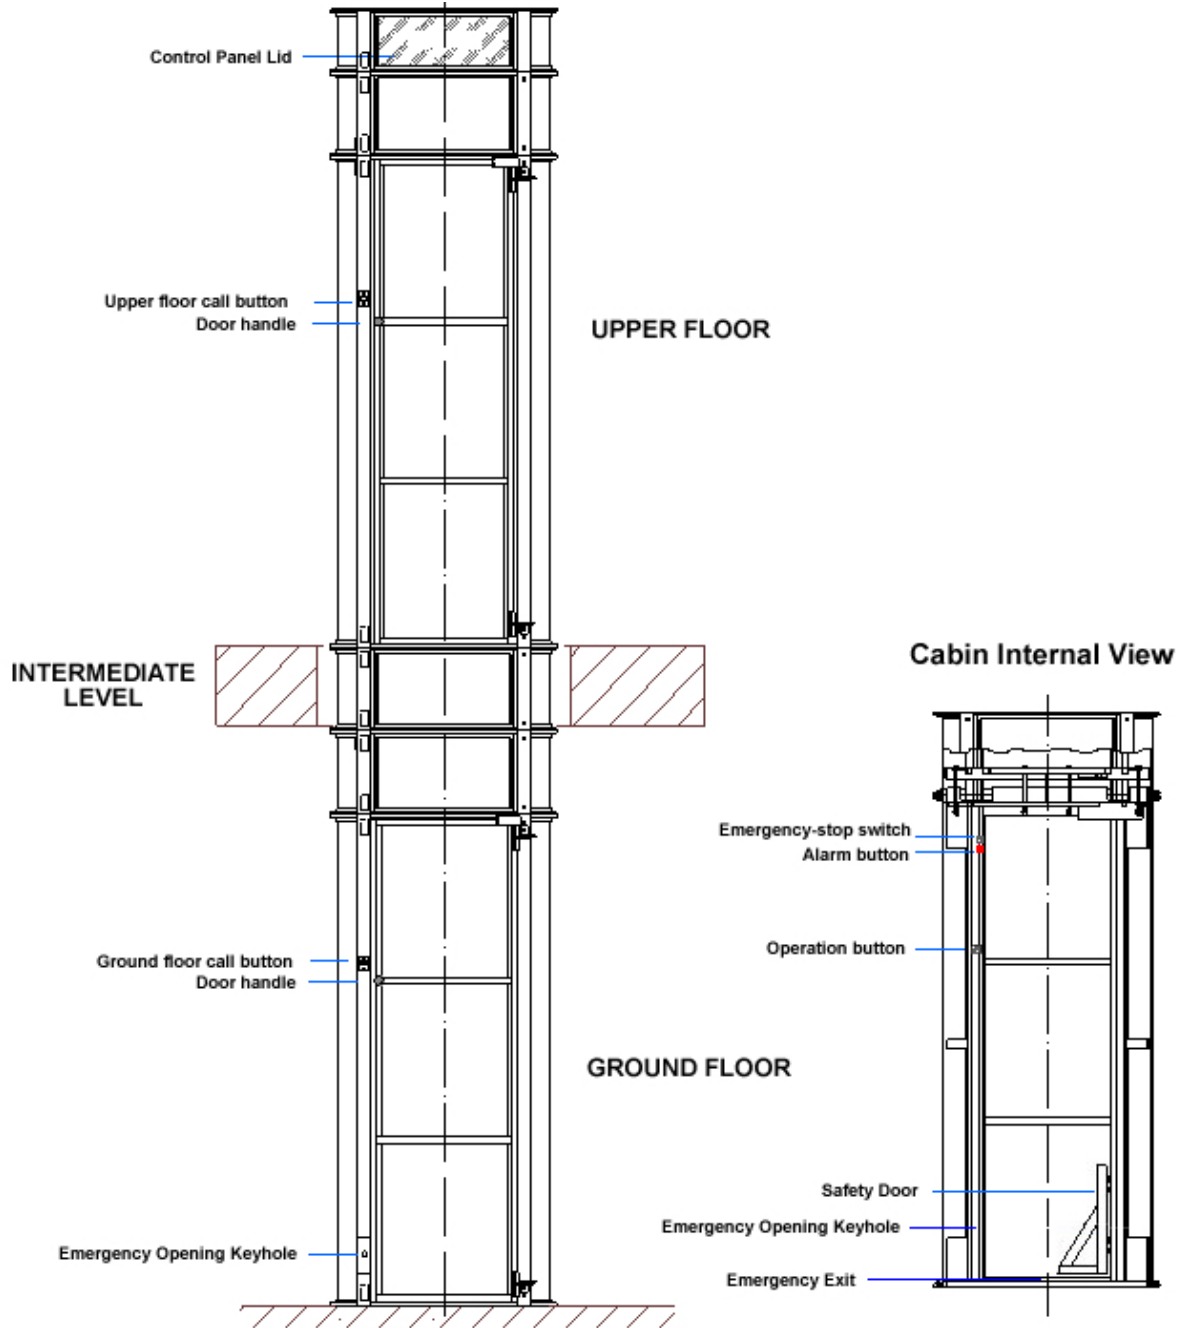 Control Panel Lid
Upper floor call button
Door handle
UPPER FLOOR
INTERMEDIATE
LEVEL
Cabin Internal View
Emergency-stop switch
Alarm button
Operation button
Ground floor call button
Door handle
GROUND FLOOR
Safety Door
Emergency Opening Keyhole
Emergency Opening Keyhole
Emergency Exit